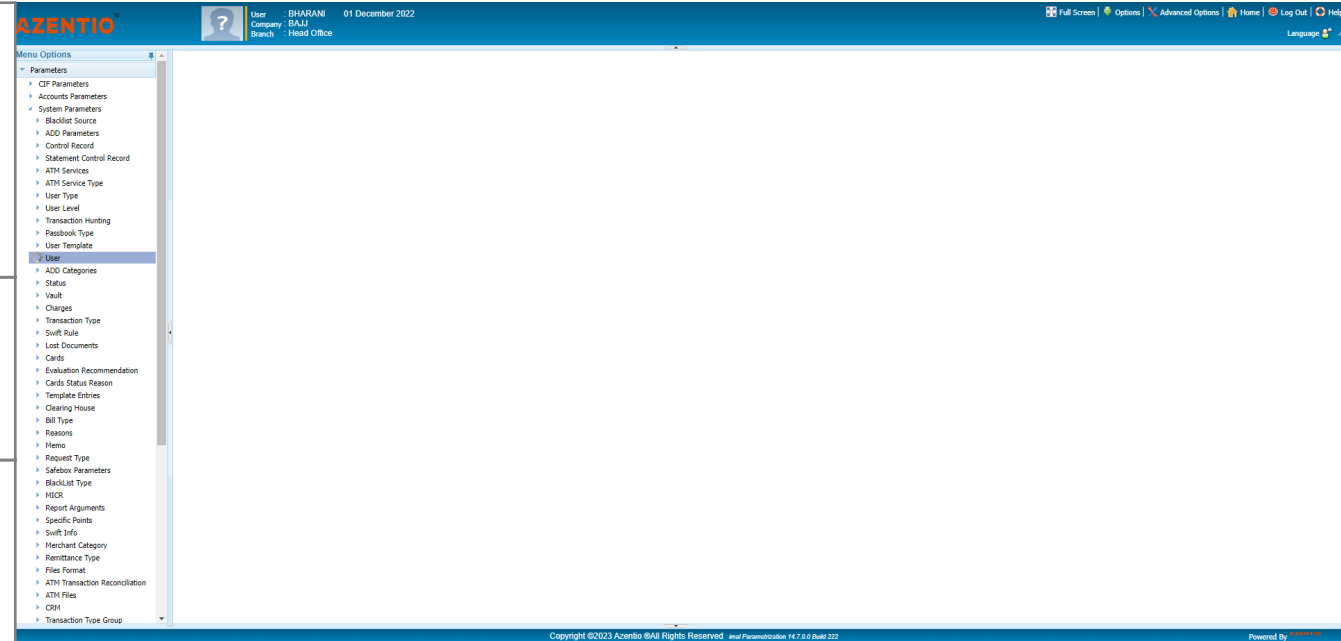 AZENTIO
User : BHARANI 01 December 2022
Company : BAJJ
Branch : Head Office
Full Screen | Options | Advanced Options | Home | Log Out | Help
Language
Menu Options
Parameters
CIF Parameters
Accounts Parameters
System Parameters
Blacklist Source
ADD Parameters
Control Record
Statement Control Record
ATM Services
ATM Service Type
User Type
User Level
Transaction Hunting
Passbook Type
User Template
User
ADD Categories
Status
Vault
Charges
Transaction Type
Swift Rule
Lost Documents
Cards
Evaluation Recommendation
Cards Status Reason
Template Entries
Clearing House
Bill Type
Reasons
Memo
Request Type
Safebox Parameters
BlackList Type
MICR
Report Arguments
Specific Points
Swift Info
Merchant Category
Remittance Type
Files Format
ATM Transaction Reconciliation
ATM Files
CRM
Transaction Type Group
Copyright ©2023 Azentio ®All Rights Reserved imal Parametrization 14.7.0.0 Build 222
Powered By AZENTIO